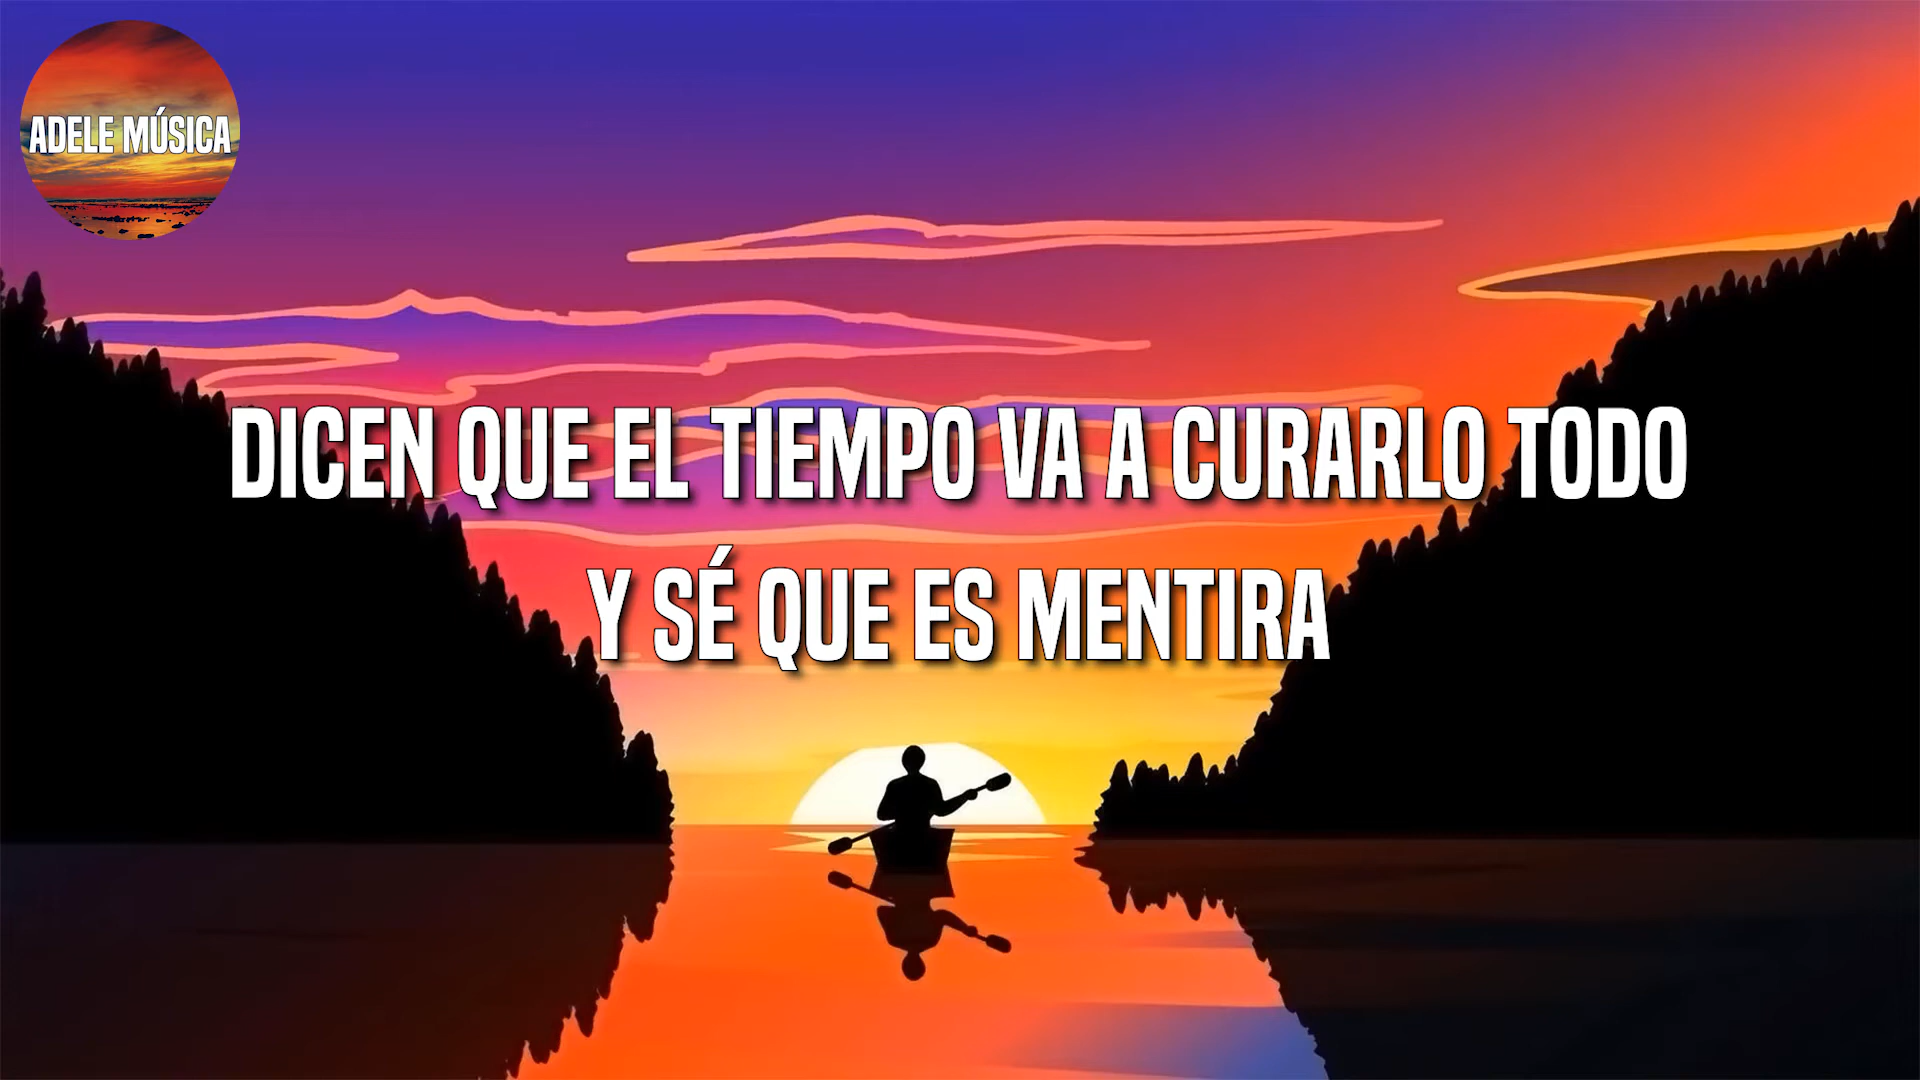 ADELE MÚSICA
DICEN QUE EL TIEMPO VA A CURARLO TODO
Y SÉ QUE ES MENTIRA